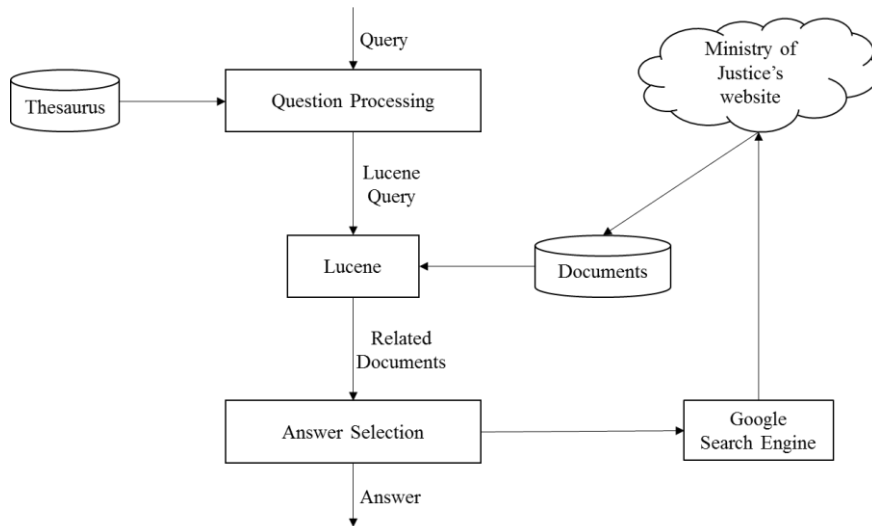 Query
Ministry of
Justice's
website
Thesaurus
Question Processing
Lucene
Query
Lucene
Documents
Related
Documents
Answer Selection
Google
Search Engine
Answer